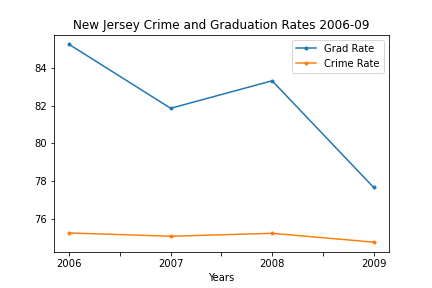 New Jersey Crime and Graduation Rates 2006-09
Grad Rate
Crime Rate
84
82
80
78
76
2006 2007 2008 2009
Years